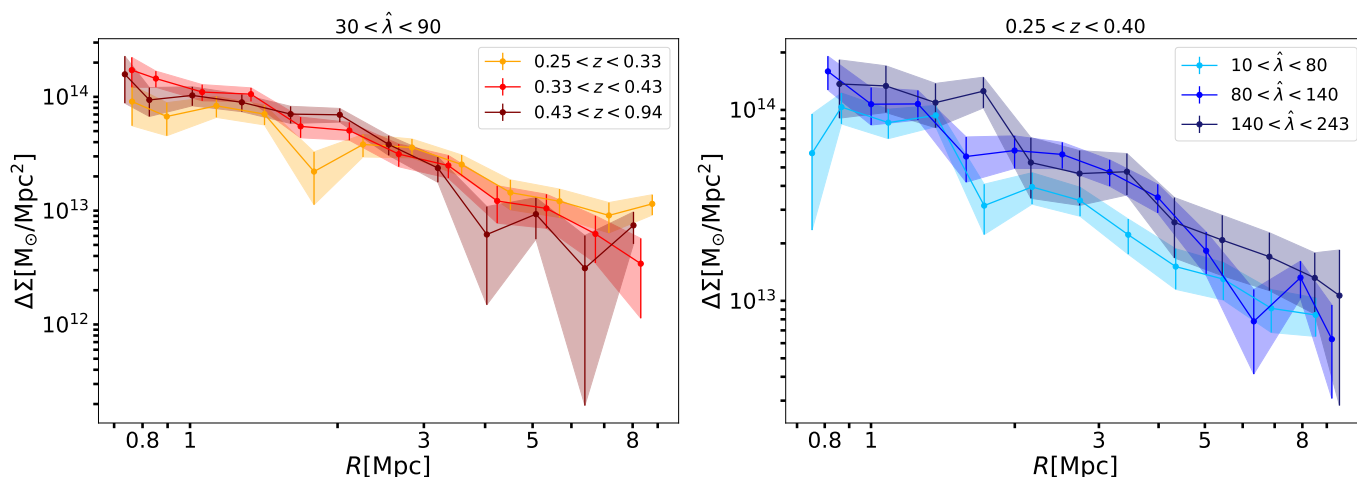 30 < λ̂ < 90
0.25 < z < 0.33
0.33 < z < 0.43
0.43 < z < 0.94
10¹⁴
10¹³
10¹²
ΔΣ[M⊙/Mpc²]
0.8 1 3 5 8
R[Mpc]
0.25 < z < 0.40
10 < λ̂ < 80
80 < λ̂ < 140
140 < λ̂ < 243
10¹⁴
10¹³
ΔΣ[M⊙/Mpc²]
0.8 1 3 5 8
R[Mpc]